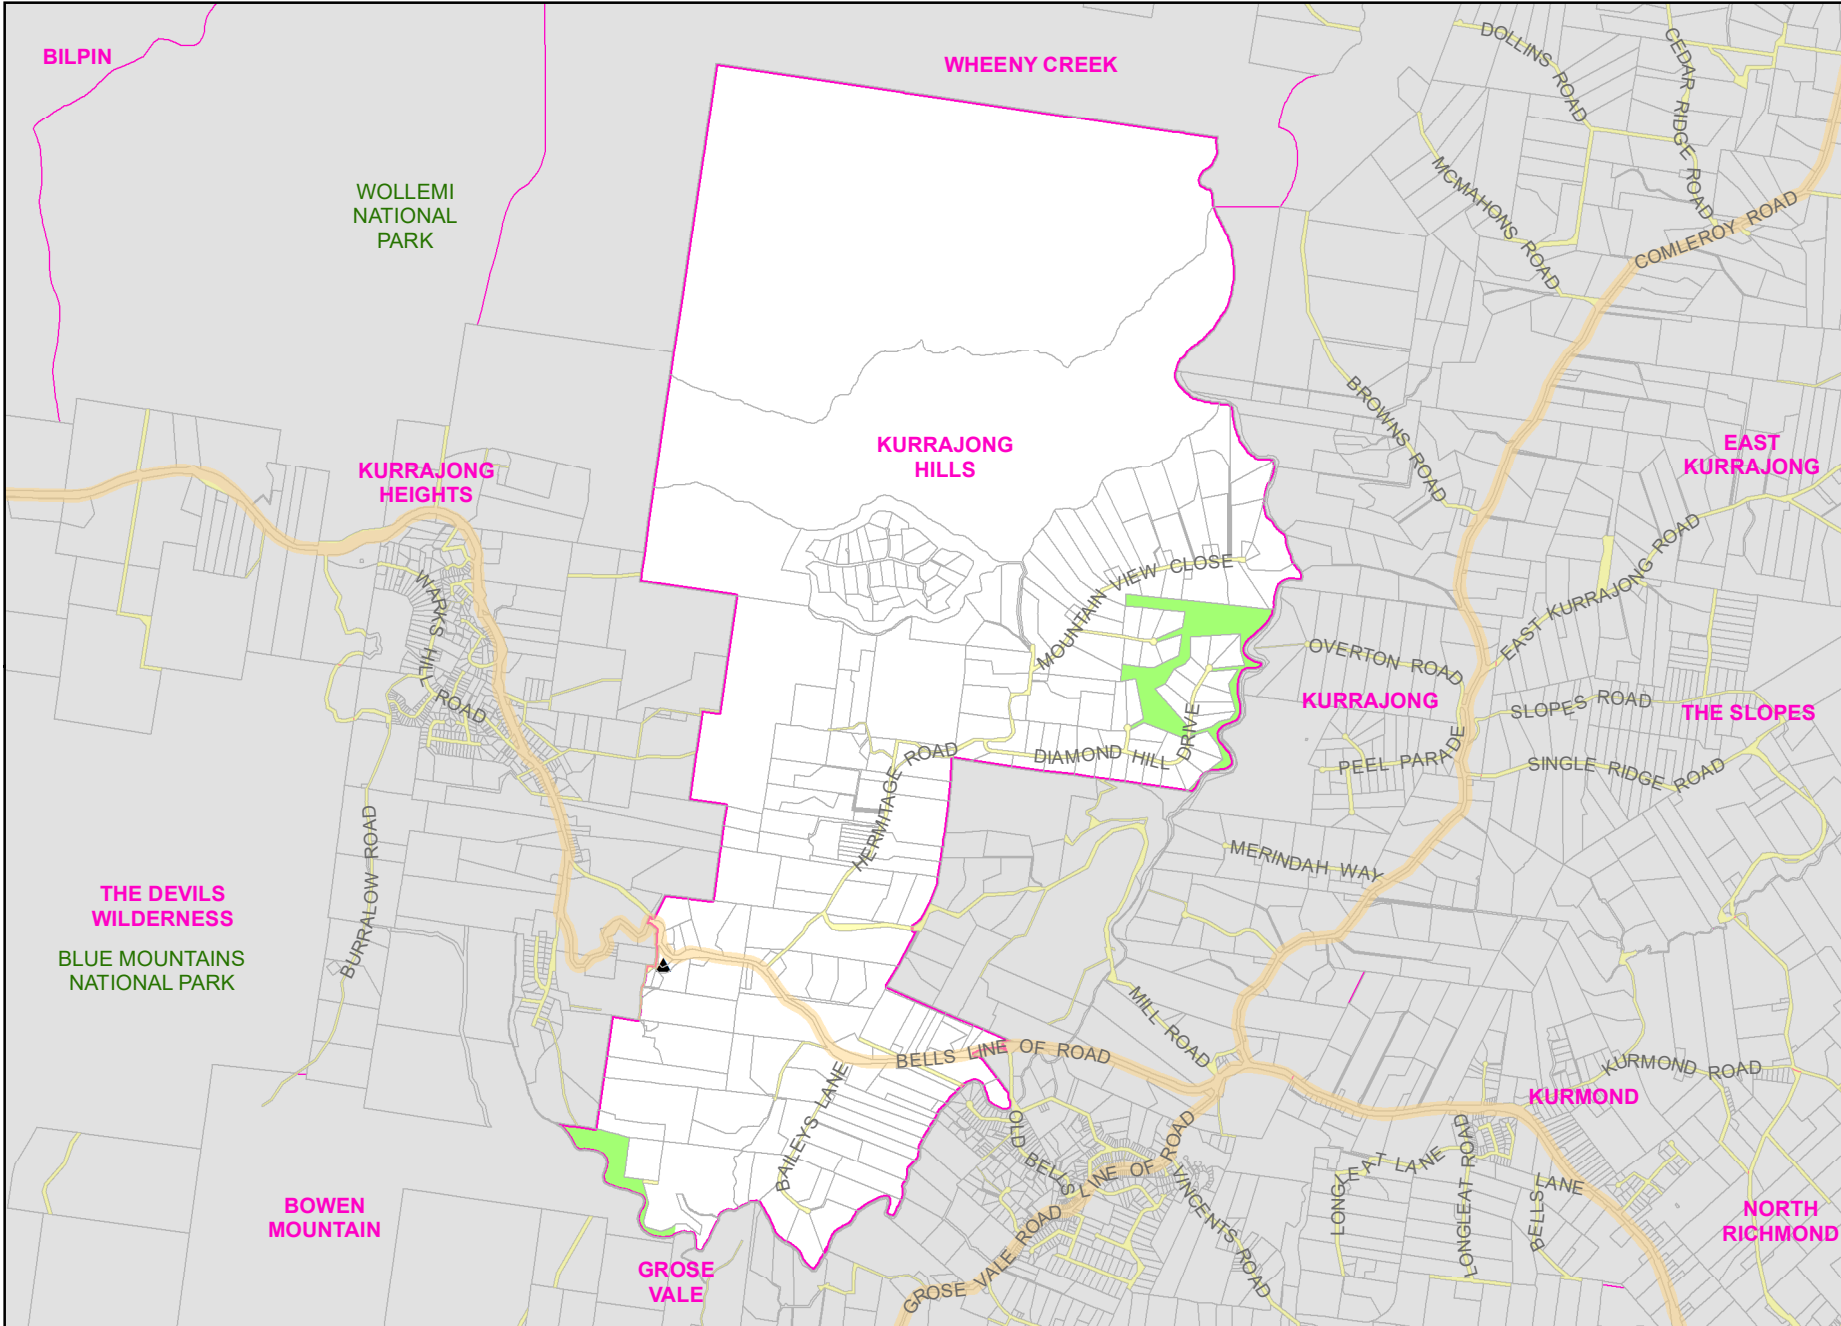 BILPIN
WHEENY CREEK
DOLLINS ROAD
CEDAR RIDGE ROAD
MCMAHONS ROAD
COMLEROY ROAD
WOLLEMI
NATIONAL
PARK
BROWNS ROAD
KURRAJONG
HILLS
EAST
KURRAJONG
KURRAJONG
HEIGHTS
EAST KURRAJONG ROAD
MOUNTAIN VIEW CLOSE
WARKS HILL ROAD
OVERTON ROAD
KURRAJONG
SLOPES ROAD
THE SLOPES
DIAMOND HILL DRIVE
HERMITAGE ROAD
PEEL PARADE
SINGLE RIDGE ROAD
MERINDAH WAY
BURRALOW ROAD
THE DEVILS
WILDERNESS
BLUE MOUNTAINS
NATIONAL PARK
MILL ROAD
BELLS LINE OF ROAD
BAILEYS LANE
KURMOND ROAD
KURMOND
OLD BELLS LINE OF ROAD
VINCENTS ROAD
LONGLEAT LANE
LONGLEAT ROAD
BELLS LANE
BOWEN
MOUNTAIN
NORTH
RICHMOND
GROSE
VALE
GROSE VALE ROAD